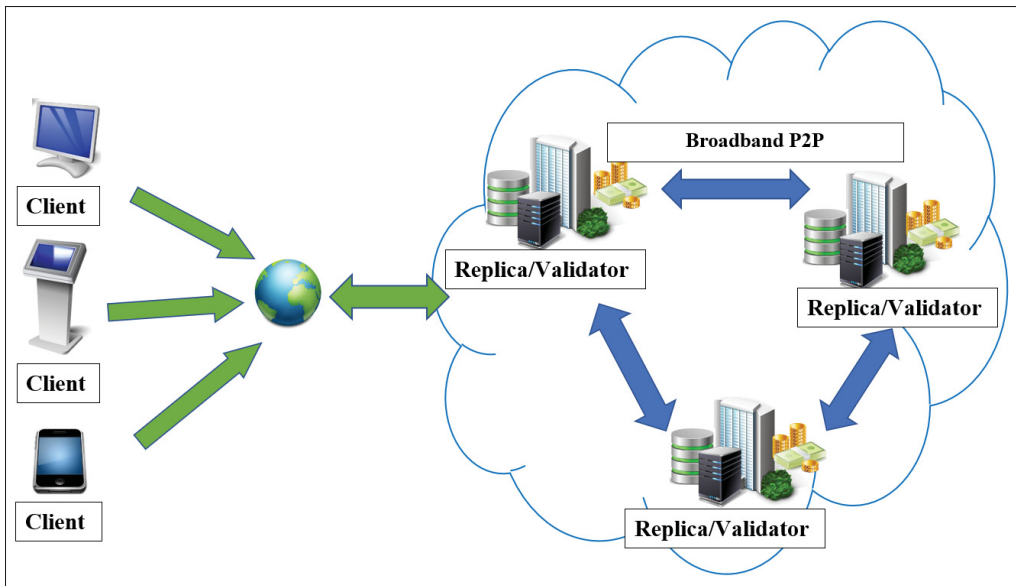 Client
Client
Client
Broadband P2P
Replica/Validator
Replica/Validator
Replica/Validator